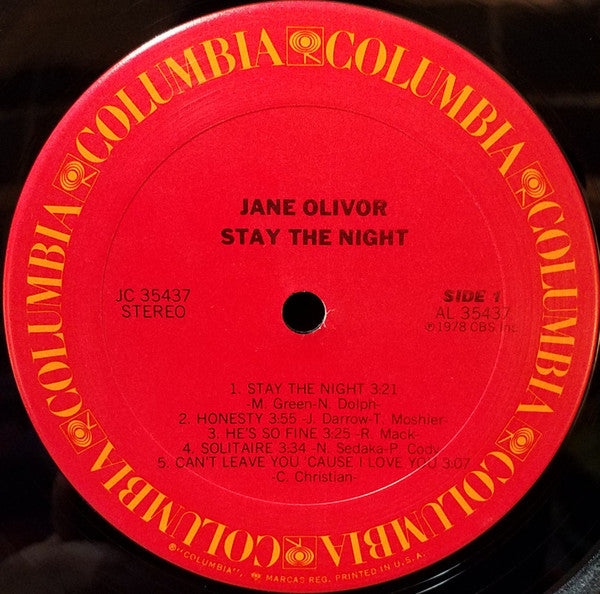 COLUMBIA COLUMBIA COLUMBIA COLUMBIA COLUMBIA COLUMBIA
JANE OLIVOR
STAY THE NIGHT
JC 35437
STEREO
SIDE 1
AL 35437
℗1978 CBS Inc.
1. STAY THE NIGHT 3:21
-M. Green-N. Dolph-
2. HONESTY 3:55 -J. Darrow-T. Moshier-
3. HE'S SO FINE 3:25 -R. Mack-
4. SOLITAIRE 3:34 -N. Sedaka-P. Cody-
5. CAN'T LEAVE YOU 'CAUSE I LOVE YOU 3:07
-C. Christian-
®"COLUMBIA", MARCAS REG. PRINTED IN U.S.A.